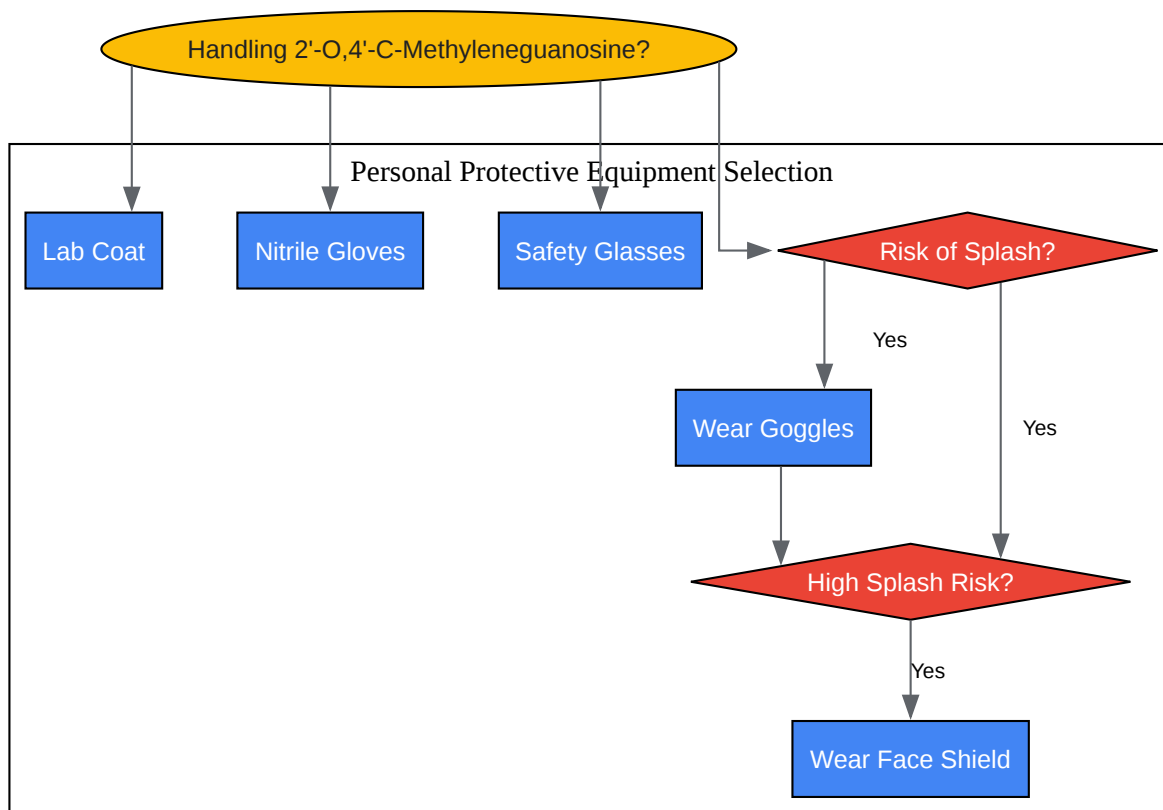 Handling 2'-O,4'-C-Methyleneguanosine?
Personal Protective Equipment Selection
Lab Coat
Nitrile Gloves
Safety Glasses
Risk of Splash?
Yes
Wear Goggles
Yes
High Splash Risk?
Yes
Wear Face Shield